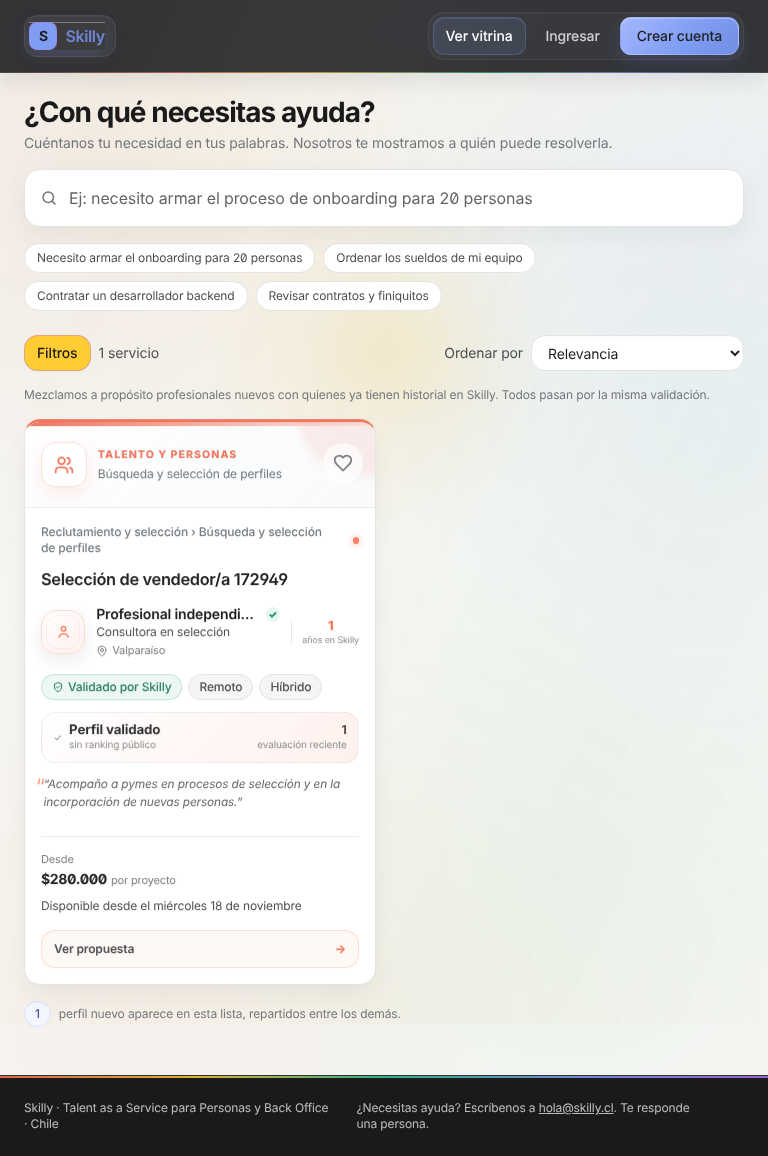 S Skilly
Ver vitrina
Ingresar
Crear cuenta
¿Con qué necesitas ayuda?
Cuéntanos tu necesidad en tus palabras. Nosotros te mostramos a quién puede resolverla.
Ej: necesito armar el proceso de onboarding para 20 personas
Necesito armar el onboarding para 20 personas
Ordenar los sueldos de mi equipo
Contratar un desarrollador backend
Revisar contratos y finiquitos
Filtros
1 servicio
Ordenar por
Relevancia
Mezclamos a propósito profesionales nuevos con quienes ya tienen historial en Skilly. Todos pasan por la misma validación.
TALENTO Y PERSONAS
Búsqueda y selección de perfiles
Reclutamiento y selección › Búsqueda y selección
de perfiles
Selección de vendedor/a 172949
Profesional independi...
Consultora en selección
Valparaíso
1
años en Skilly
Validado por Skilly
Remoto
Híbrido
Perfil validado
sin ranking público
1
evaluación reciente
"“Acompaño a pymes en procesos de selección y en la
incorporación de nuevas personas.”
Desde
$280.000 por proyecto
Disponible desde el miércoles 18 de noviembre
Ver propuesta →
1 perfil nuevo aparece en esta lista, repartidos entre los demás.
Skilly · Talent as a Service para Personas y Back Office
· Chile
¿Necesitas ayuda? Escríbenos a hola@skilly.cl. Te responde
una persona.